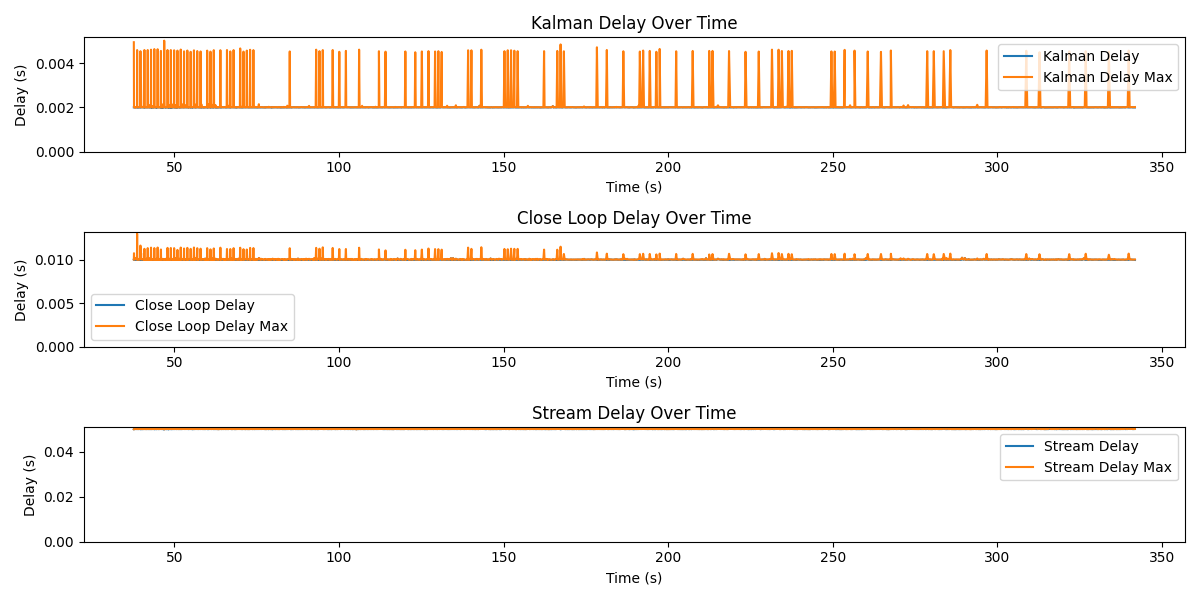 Kalman Delay Over Time
Delay (s)
0.004
0.002
0.000
Kalman Delay
Kalman Delay Max
50 100 150 200 250 300 350
Time (s)
Close Loop Delay Over Time
Delay (s)
0.010
0.005
0.000
Close Loop Delay
Close Loop Delay Max
50 100 150 200 250 300 350
Time (s)
Stream Delay Over Time
Delay (s)
0.04
0.02
0.00
Stream Delay
Stream Delay Max
50 100 150 200 250 300 350
Time (s)